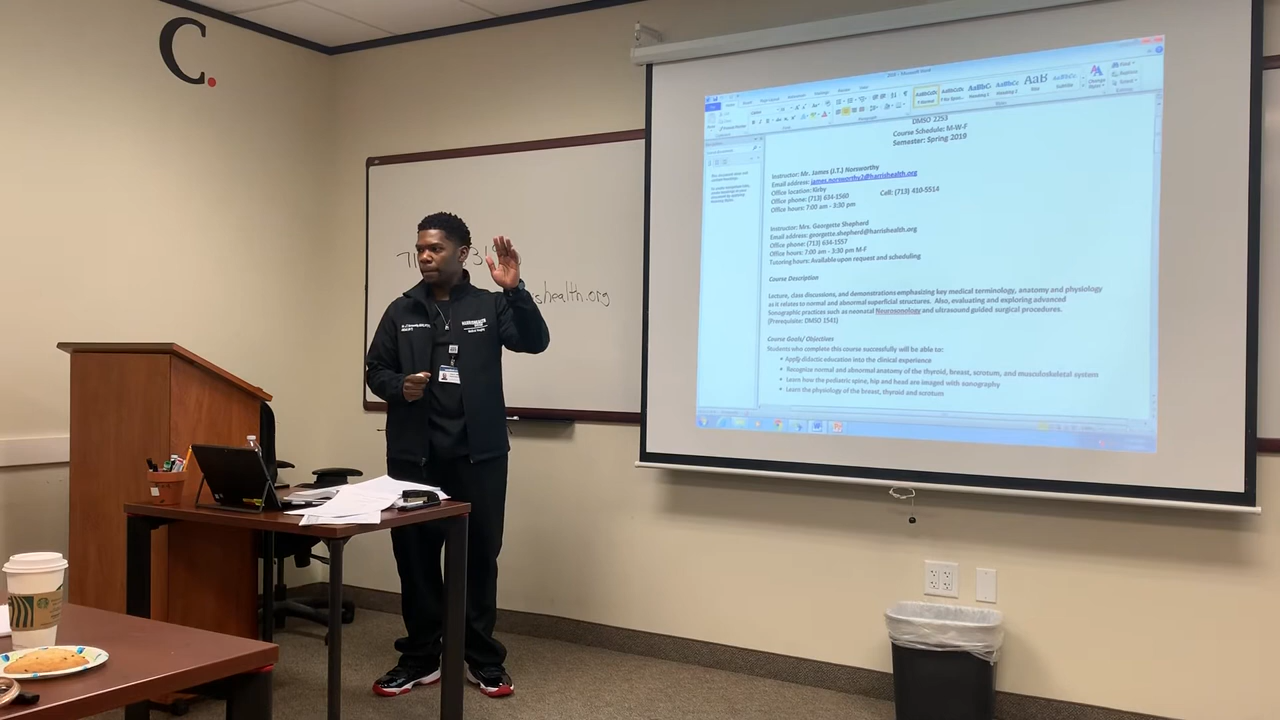 C.
DMSO 2253
Course Schedule: M-W-F
Semester: Spring 2019
Instructor: Mr. James (J.T.) Norsworthy
Email address: james.norsworthy2@harrishealth.org
Office location: Kirby
Office phone: (713) 634-1560 Cell: (713) 410-5514
Office hours: 7:00 am - 3:30 pm
Instructor: Mrs. Georgette Shepherd
Email address: georgette.shepherd@harrishealth.org
Office phone: (713) 634-1557
Office hours: 7:00 am - 3:30 pm M-F
Tutoring hours: Available upon request and scheduling
Course Description
Lecture, class discussions, and demonstrations emphasizing key medical terminology, anatomy and physiology
as it relates to normal and abnormal superficial structures. Also, evaluating and exploring advanced
Sonographic practices such as neonatal Neurosonology and ultrasound guided surgical procedures.
(Prerequisite: DMSO 1541)
Course Goals/ Objectives
Students who complete this course successfully will be able to:
• Apply didactic education into the clinical experience
• Recognize normal and abnormal anatomy of the thyroid, breast, scrotum, and musculoskeletal system
• Learn how the pediatric spine, hip and head are imaged with sonography
• Learn the physiology of the breast, thyroid and scrotum
71
31
ishealth.org